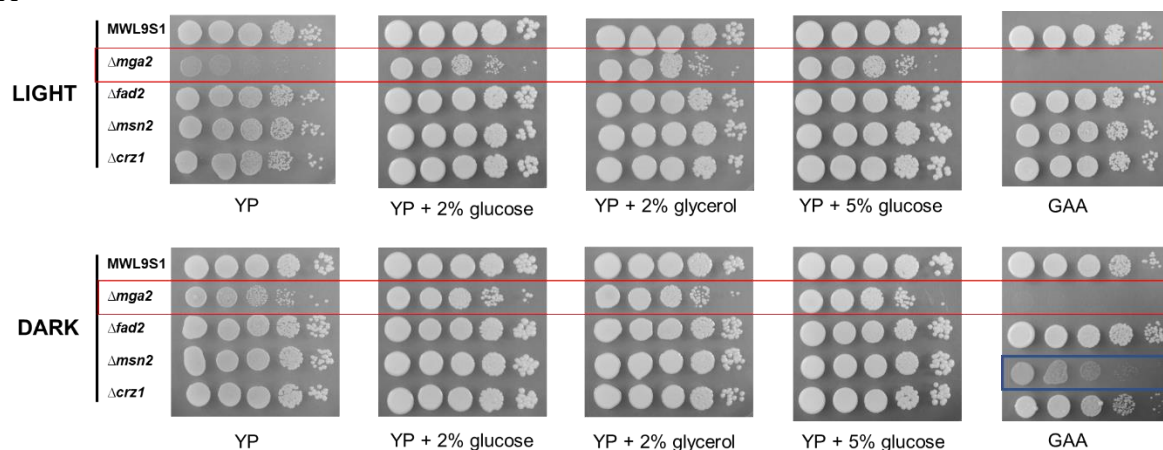 MWL9S1
Δmga2
Δfad2
Δmsn2
Δcrz1
LIGHT
YP
YP + 2% glucose
YP + 2% glycerol
YP + 5% glucose
GAA
MWL9S1
Δmga2
Δfad2
Δmsn2
Δcrz1
DARK
YP
YP + 2% glucose
YP + 2% glycerol
YP + 5% glucose
GAA